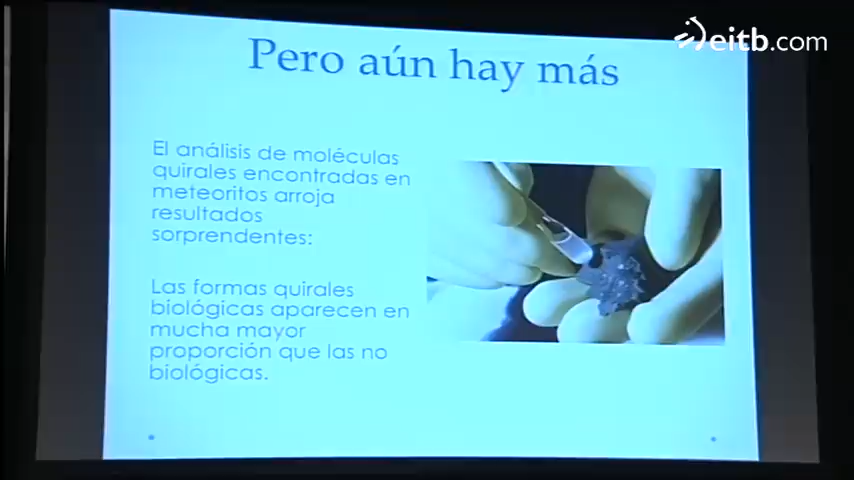 eitb.com
Pero aún hay más
El análisis de moléculas
quirales encontradas en
meteoritos arroja
resultados
sorprendentes:
Las formas quirales
biológicas aparecen en
mucha mayor
proporción que las no
biológicas.